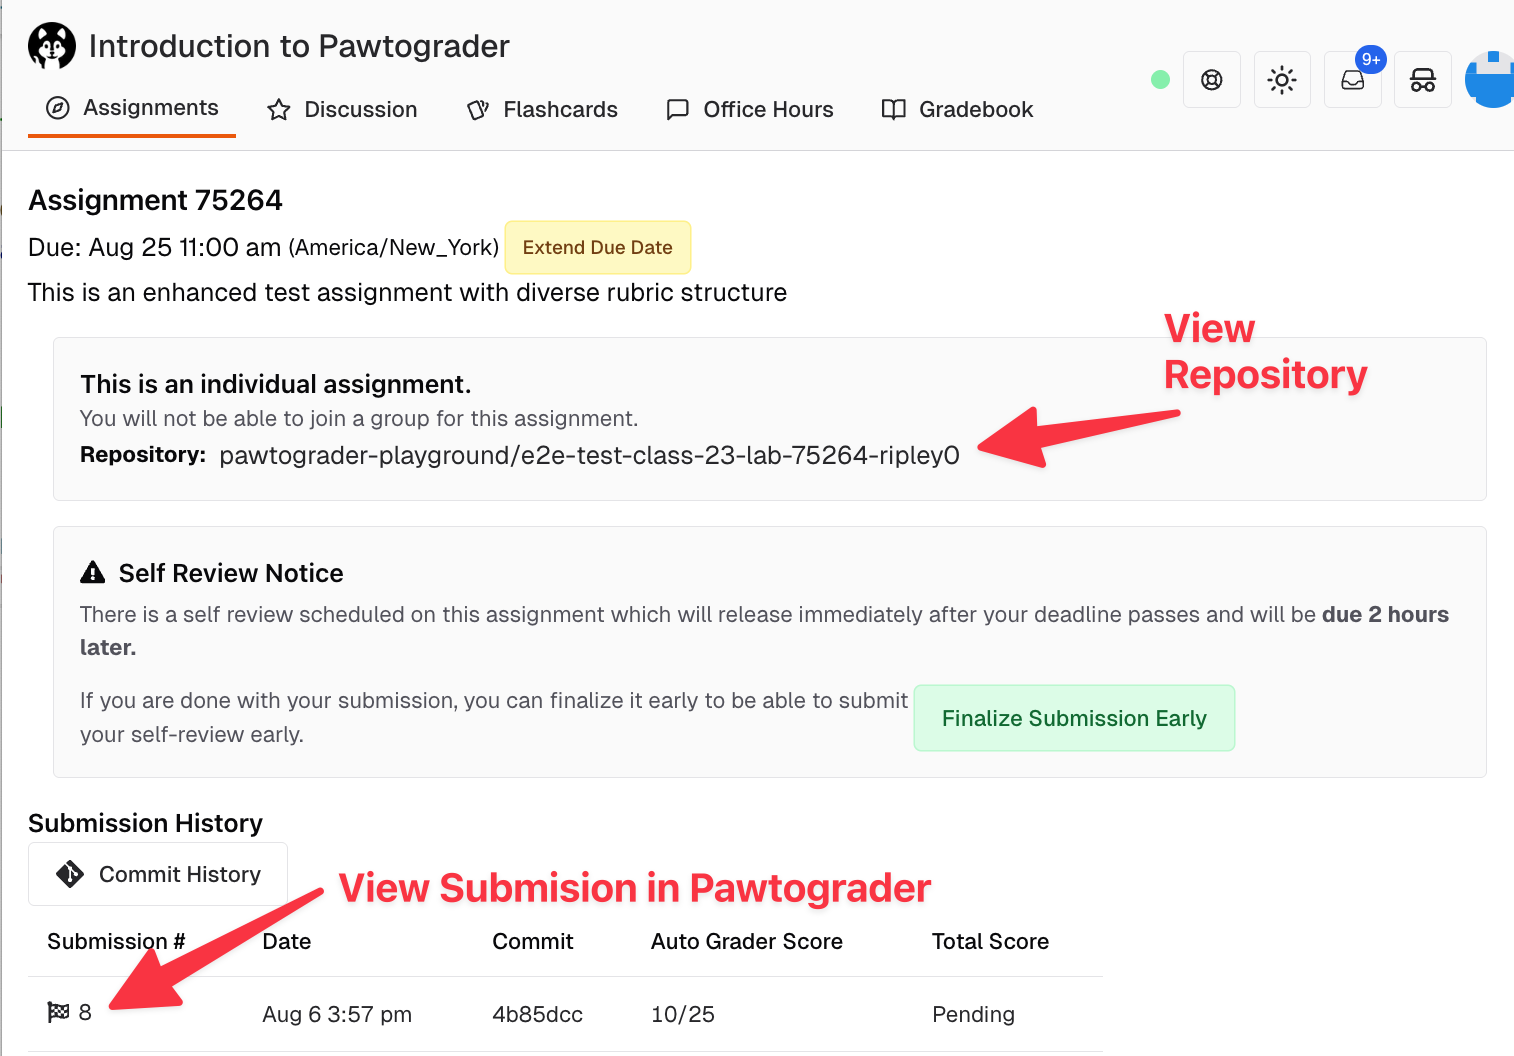 Introduction to Pawtograder
9+
Assignments Discussion Flashcards Office Hours Gradebook
Assignment 75264
Due: Aug 25 11:00 am (America/New_York) Extend Due Date
This is an enhanced test assignment with diverse rubric structure
View
Repository
This is an individual assignment.
You will not be able to join a group for this assignment.
Repository: pawtograder-playground/e2e-test-class-23-lab-75264-ripley0
Self Review Notice
There is a self review scheduled on this assignment which will release immediately after your deadline passes and will be due 2 hours
later.
If you are done with your submission, you can finalize it early to be able to submit
your self-review early.
Finalize Submission Early
Submission History
Commit History
View Submision in Pawtograder
Submission # Date Commit Auto Grader Score Total Score
8 Aug 6 3:57 pm 4b85dcc 10/25 Pending